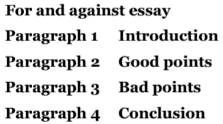 For and against essay
Paragraph 1 Introduction
Paragraph 2 Good points
Paragraph 3 Bad points
Paragraph 4 Conclusion